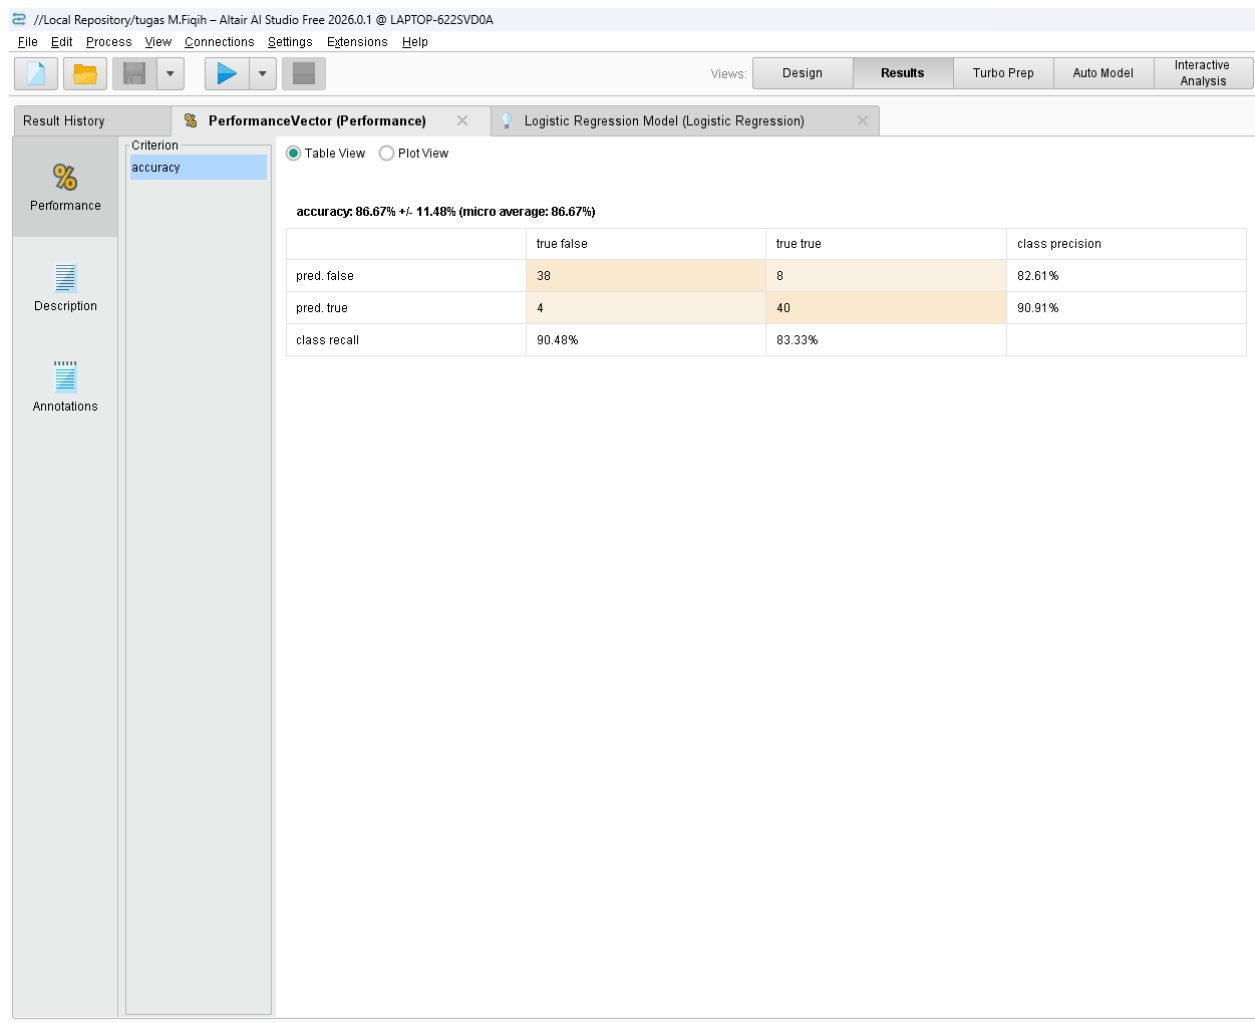 //Local Repository/tugas M.Fiqih – Altair AI Studio Free 2026.0.1 @ LAPTOP-622SVD0A
File Edit Process View Connections Settings Extensions Help
Views: Design Results Turbo Prep Auto Model Interactive Analysis
Result History PerformanceVector (Performance) Logistic Regression Model (Logistic Regression)
Criterion
accuracy
Table View Plot View
Performance
Description
Annotations
accuracy: 86.67% +/- 11.48% (micro average: 86.67%)
true false true true class precision
pred. false 38 8 82.61%
pred. true 4 40 90.91%
class recall 90.48% 83.33%